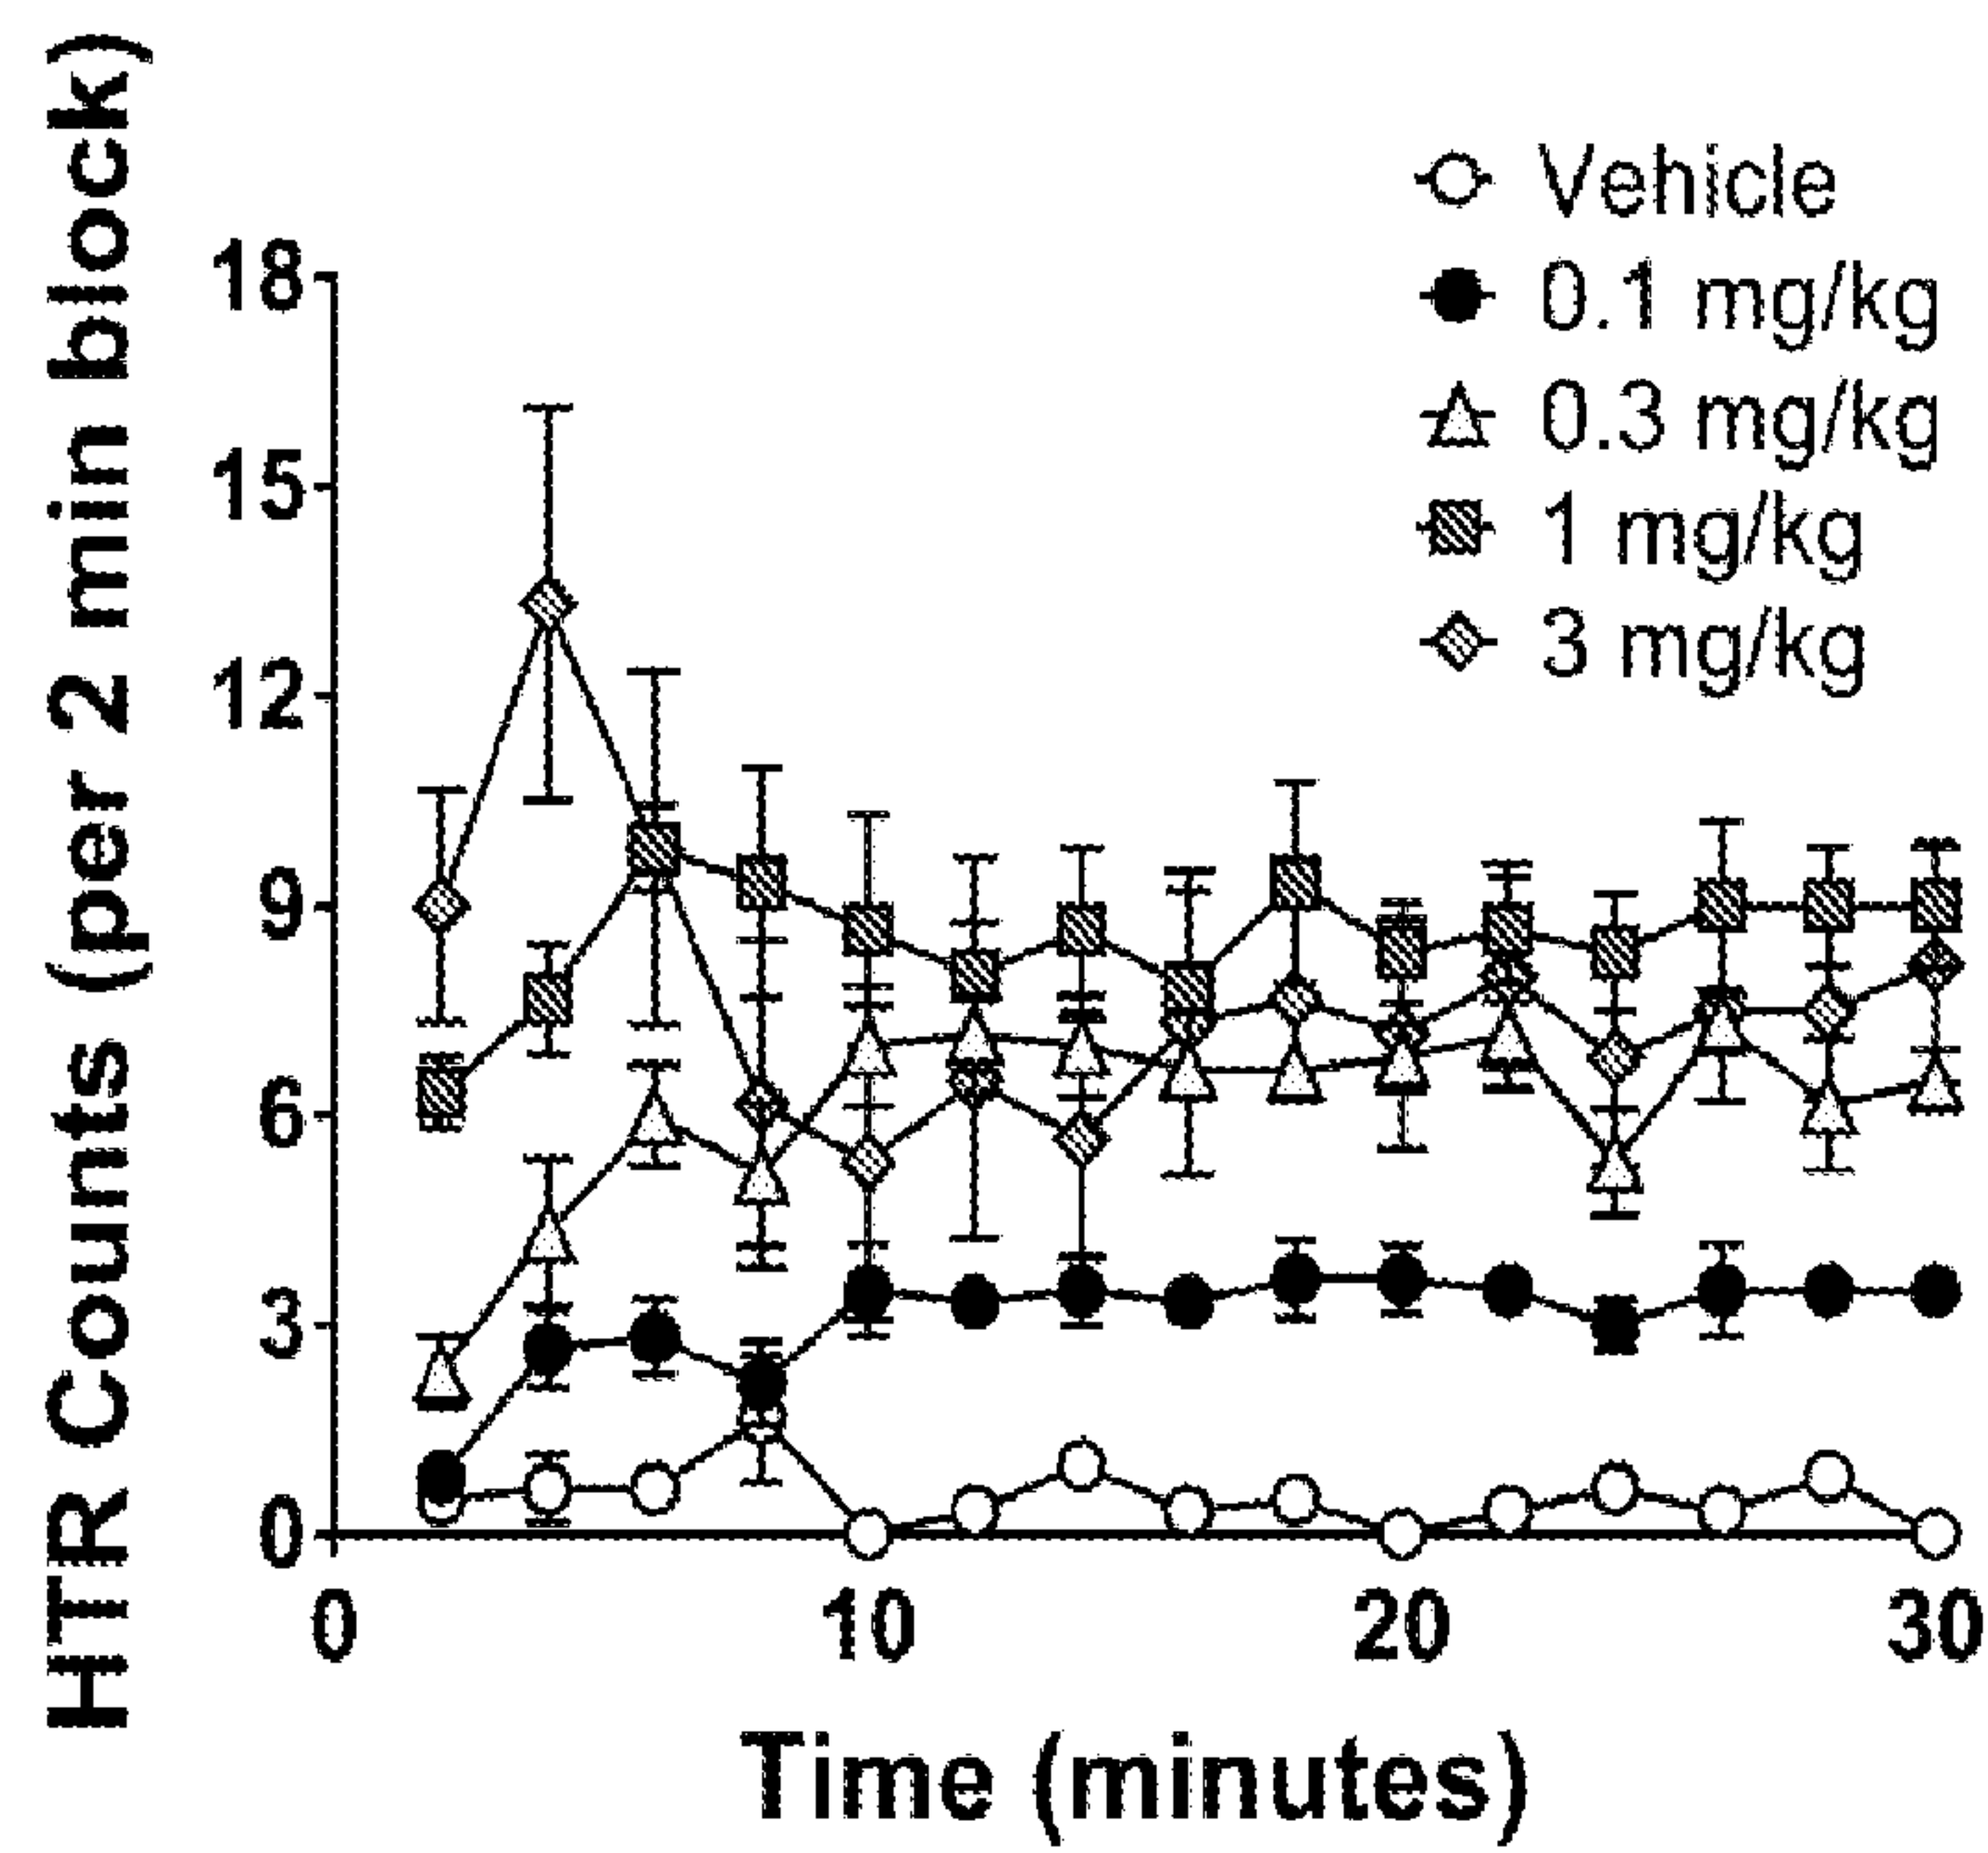 HTR Counts (per 2 min block)
Vehicle
0.1 mg/kg
0.3 mg/kg
1 mg/kg
3 mg/kg
18
15
12
9
6
3
0
0 10 20 30
Time (minutes)